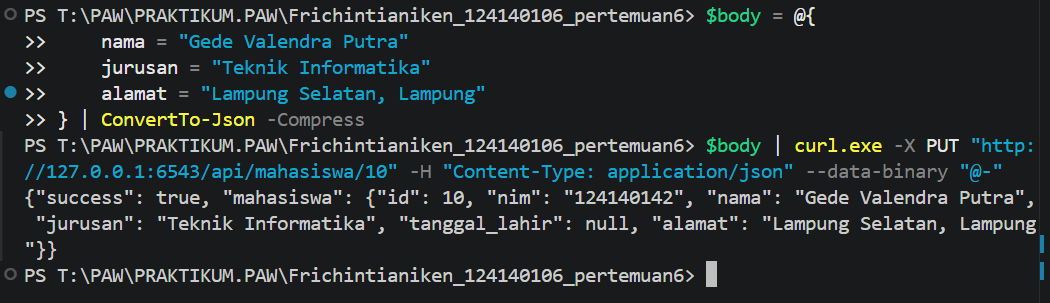 PS T:\PAW\PRAKTIKUM.PAW\Frichintianiken_124140106_pertemuan6> $body = @{
>>     nama = "Gede Valendra Putra"
>>     jurusan = "Teknik Informatika"
>>     alamat = "Lampung Selatan, Lampung"
>> } | ConvertTo-Json -Compress
PS T:\PAW\PRAKTIKUM.PAW\Frichintianiken_124140106_pertemuan6> $body | curl.exe -X PUT "http:
//127.0.0.1:6543/api/mahasiswa/10" -H "Content-Type: application/json" --data-binary "@-"
{"success": true, "mahasiswa": {"id": 10, "nim": "124140142", "nama": "Gede Valendra Putra",
 "jurusan": "Teknik Informatika", "tanggal_lahir": null, "alamat": "Lampung Selatan, Lampung
"}}
PS T:\PAW\PRAKTIKUM.PAW\Frichintianiken_124140106_pertemuan6>